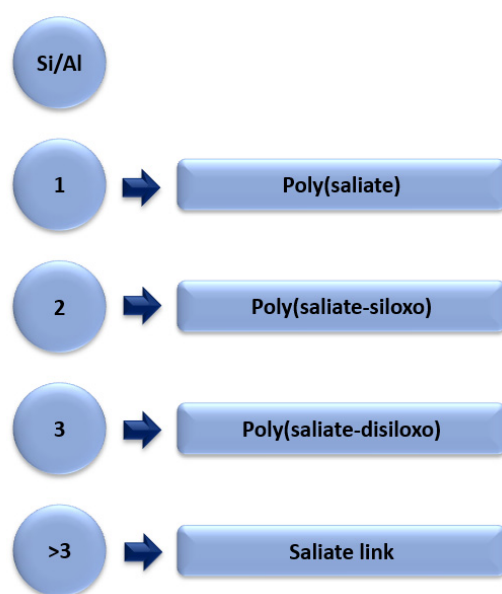 Si/Al
1
Poly(saliate)
2
Poly(saliate-siloxo)
3
Poly(saliate-disiloxo)
>3
Saliate link